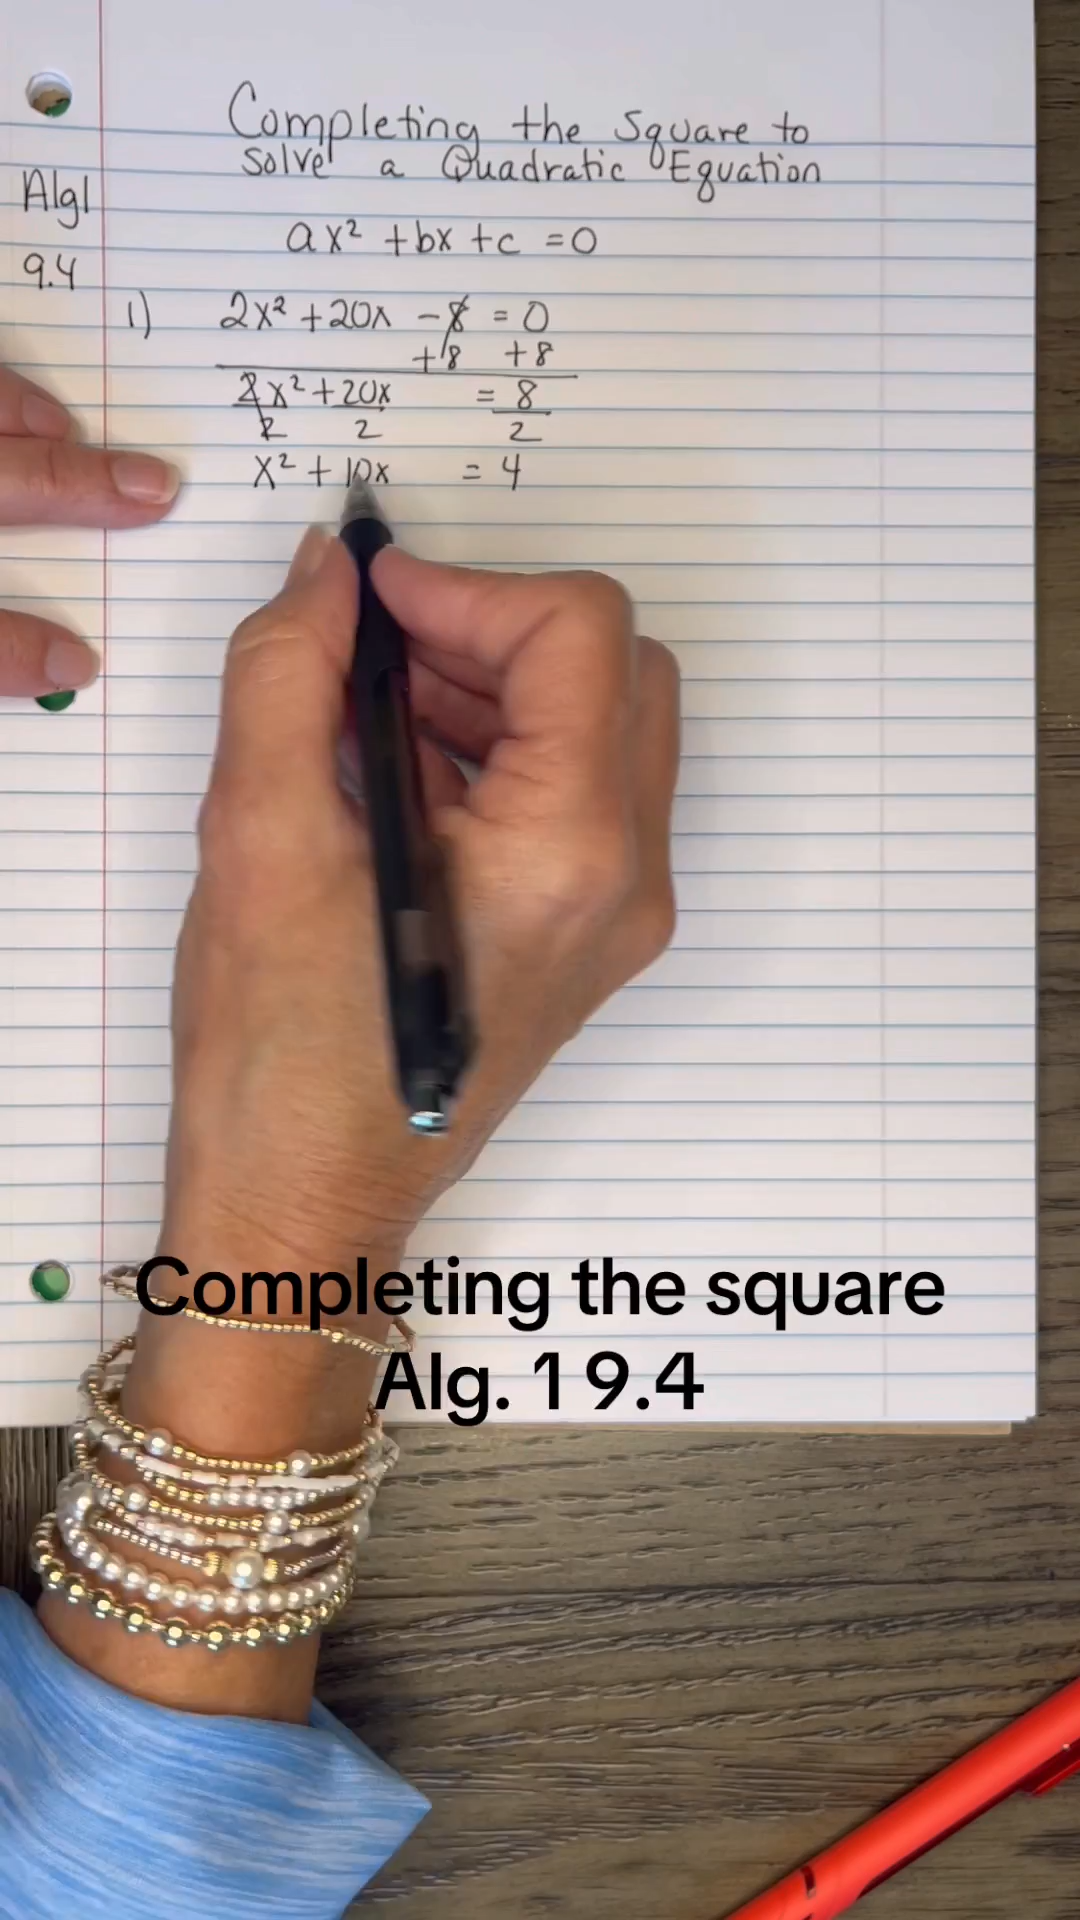 Completing the Square to
solve a Quadratic Equation
Alg1
9.4
ax² + bx + c = 0
1) 2x² + 20x - 8 = 0
+8 +8
2x² + 20x = 8
2 2 2
x² + 10x = 4
Completing the square
Alg. 1 9.4